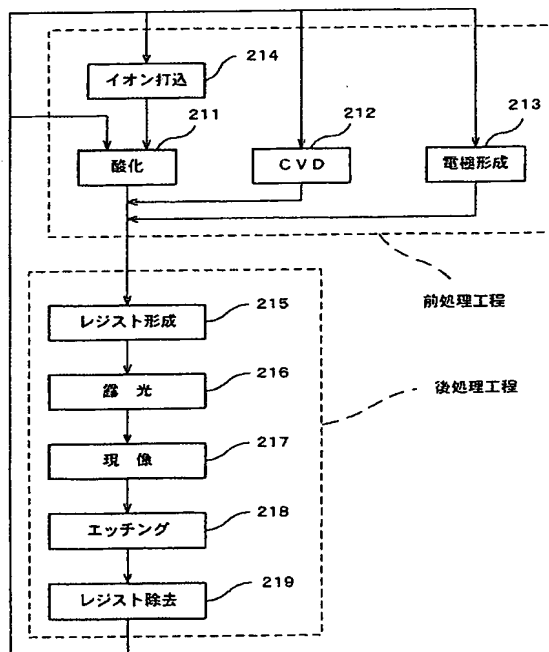 214
イオン打込
211
酸化
212
CVD
213
電極形成
前処理工程
レジスト形成
215
露 光
216
後処理工程
現 像
217
エッチング
218
レジスト除去
219